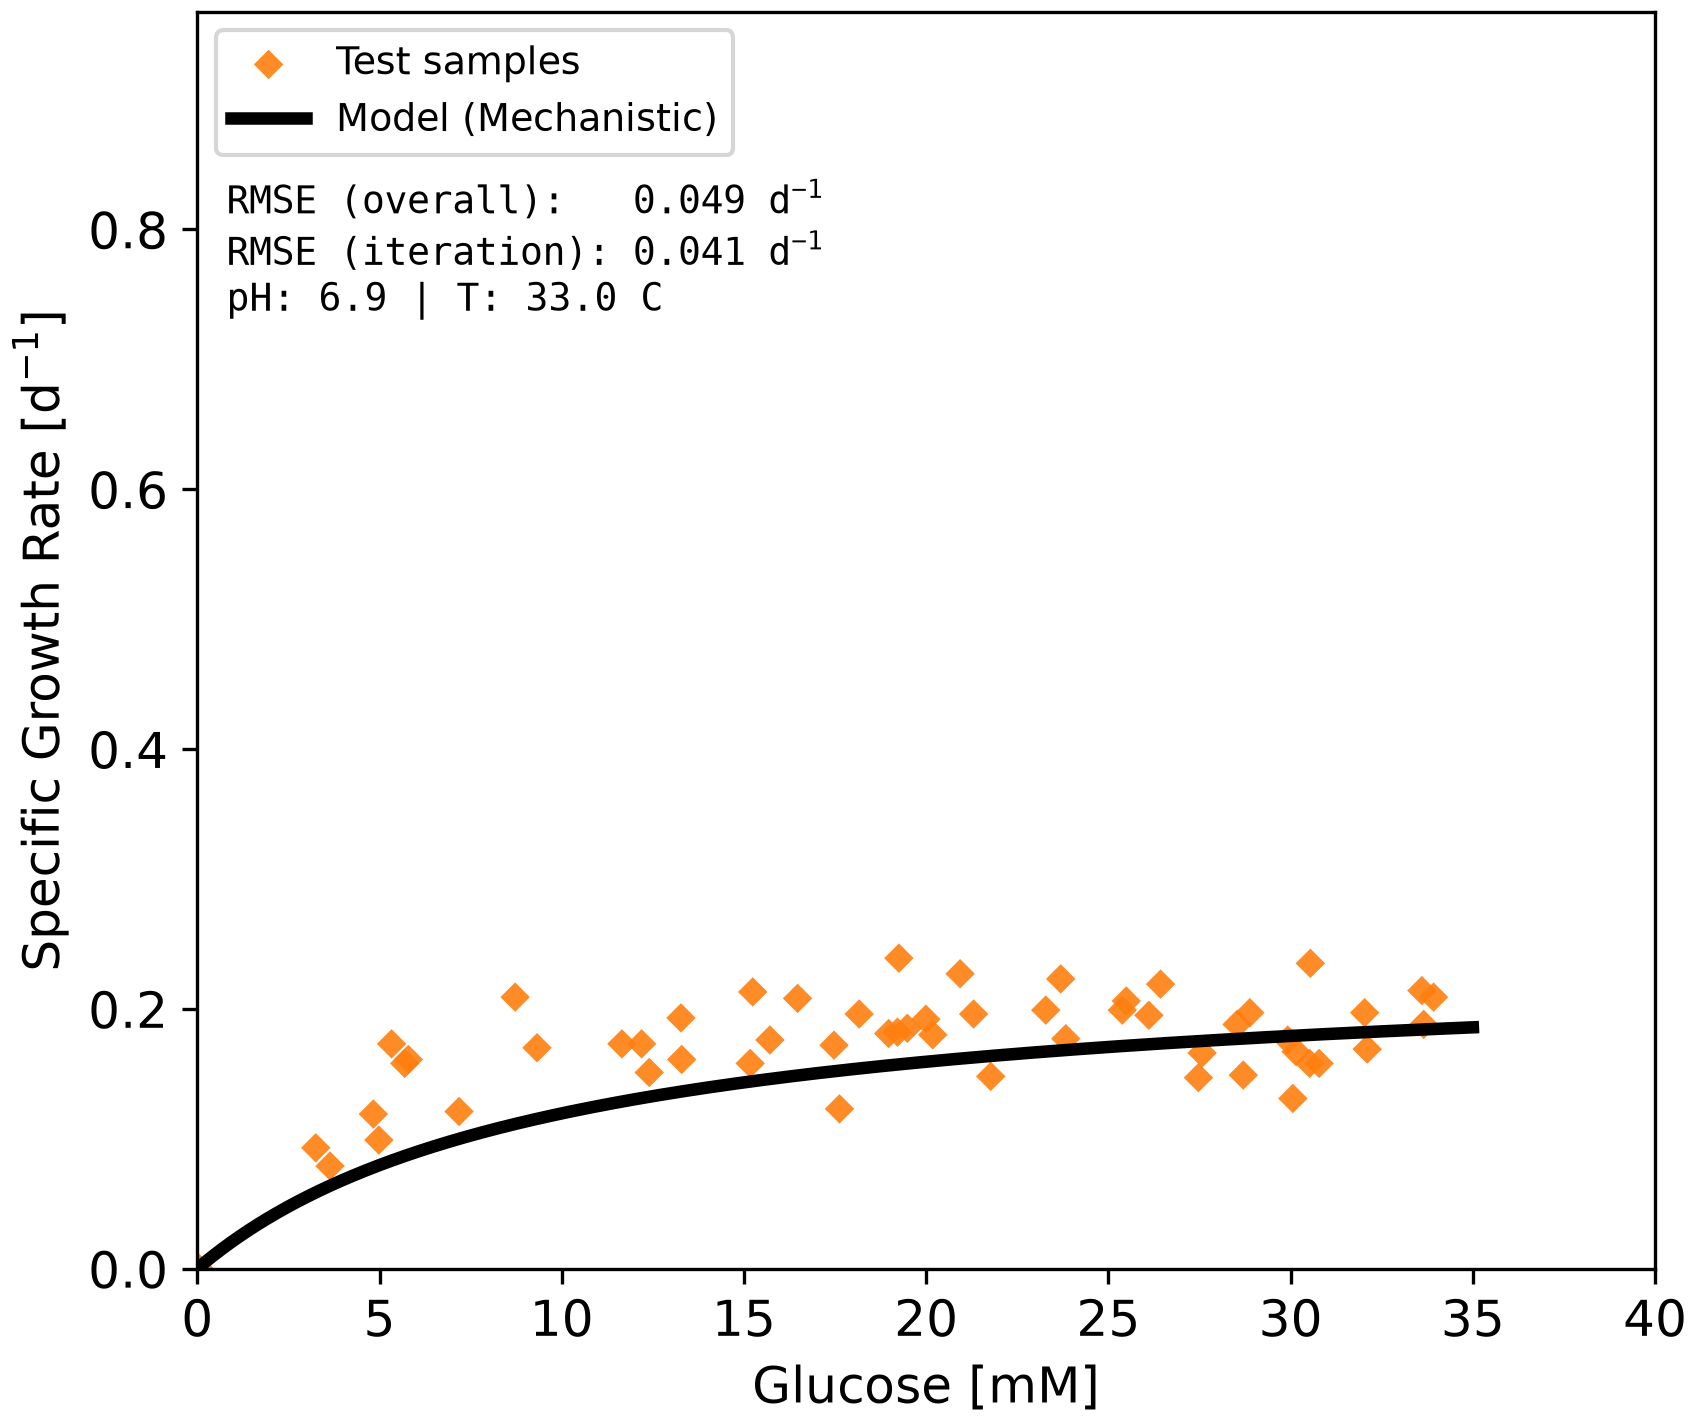 Test samples
Model (Mechanistic)
RMSE (overall):   0.049 d⁻¹
RMSE (iteration): 0.041 d⁻¹
pH: 6.9 | T: 33.0 C
Specific Growth Rate [d⁻¹]
0.8
0.6
0.4
0.2
0.0
0 5 10 15 20 25 30 35 40
Glucose [mM]